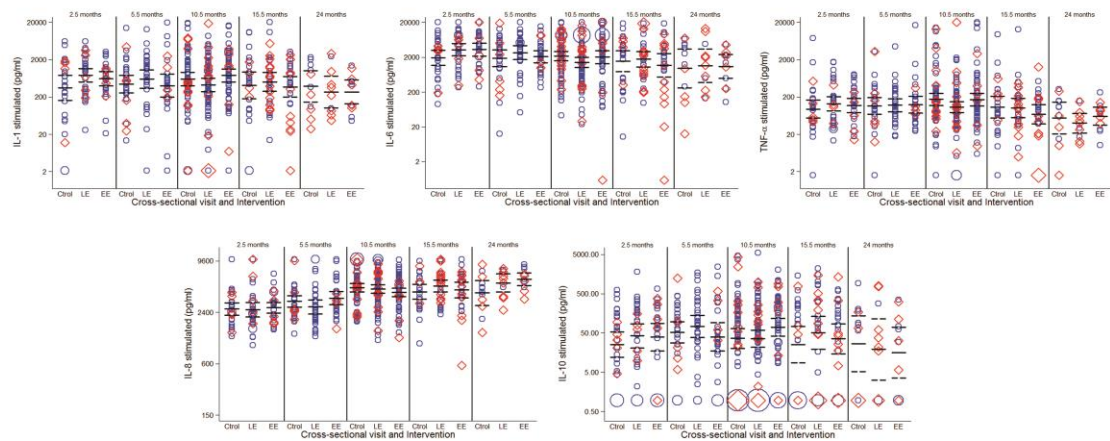 2.5 months 5.5 months 10.5 months 15.5 months 24 months
IL-1 stimulated (pg/ml)
20000
2000
200
20
2
Ctrol LE EE Ctrol LE EE Ctrol LE EE Ctrol LE EE Ctrol LE EE
Cross-sectional visit and Intervention
2.5 months 5.5 months 10.5 months 15.5 months 24 months
IL-6 stimulated (pg/ml)
20000
2000
200
20
2
Ctrol LE EE Ctrol LE EE Ctrol LE EE Ctrol LE EE Ctrol LE EE
Cross-sectional visit and Intervention
2.5 months 5.5 months 10.5 months 15.5 months 24 months
TNF-α stimulated (pg/ml)
20000
2000
200
20
2
Ctrol LE EE Ctrol LE EE Ctrol LE EE Ctrol LE EE Ctrol LE EE
Cross-sectional visit and Intervention
2.5 months 5.5 months 10.5 months 15.5 months 24 months
IL-8 stimulated (pg/ml)
9600
2400
600
150
Ctrol LE EE Ctrol LE EE Ctrol LE EE Ctrol LE EE Ctrol LE EE
Cross-sectional visit and Intervention
2.5 months 5.5 months 10.5 months 15.5 months 24 months
IL-10 stimulated (pg/ml)
5000.00
500.00
50.00
5.00
0.50
Ctrol LE EE Ctrol LE EE Ctrol LE EE Ctrol LE EE Ctrol LE EE
Cross-sectional visit and Intervention